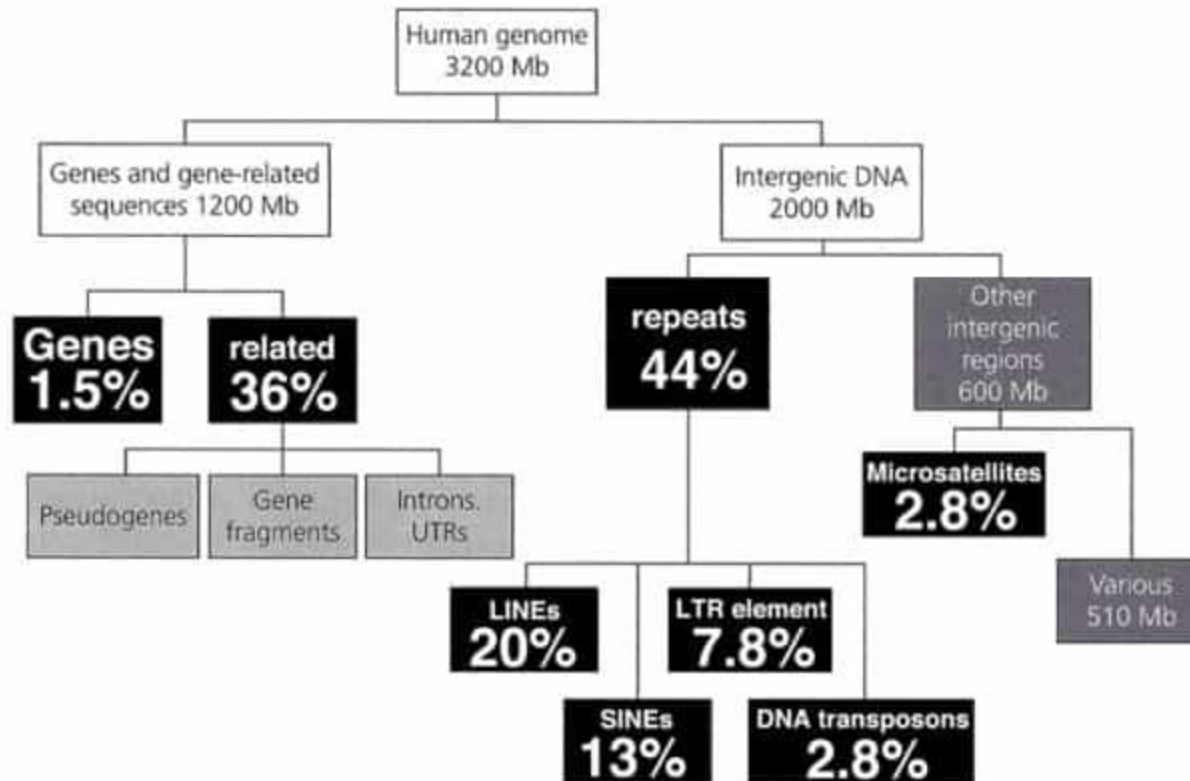 Human genome
3200 Mb
Genes and gene-related
sequences 1200 Mb
Intergenic DNA
2000 Mb
Genes
1.5%
related
36%
repeats
44%
Other
intergenic
regions
600 Mb
Pseudogenes
Gene
fragments
Introns.
UTRs
Microsatellites
2.8%
Various
510 Mb
LINEs
20%
LTR element
7.8%
SINEs
13%
DNA transposons
2.8%